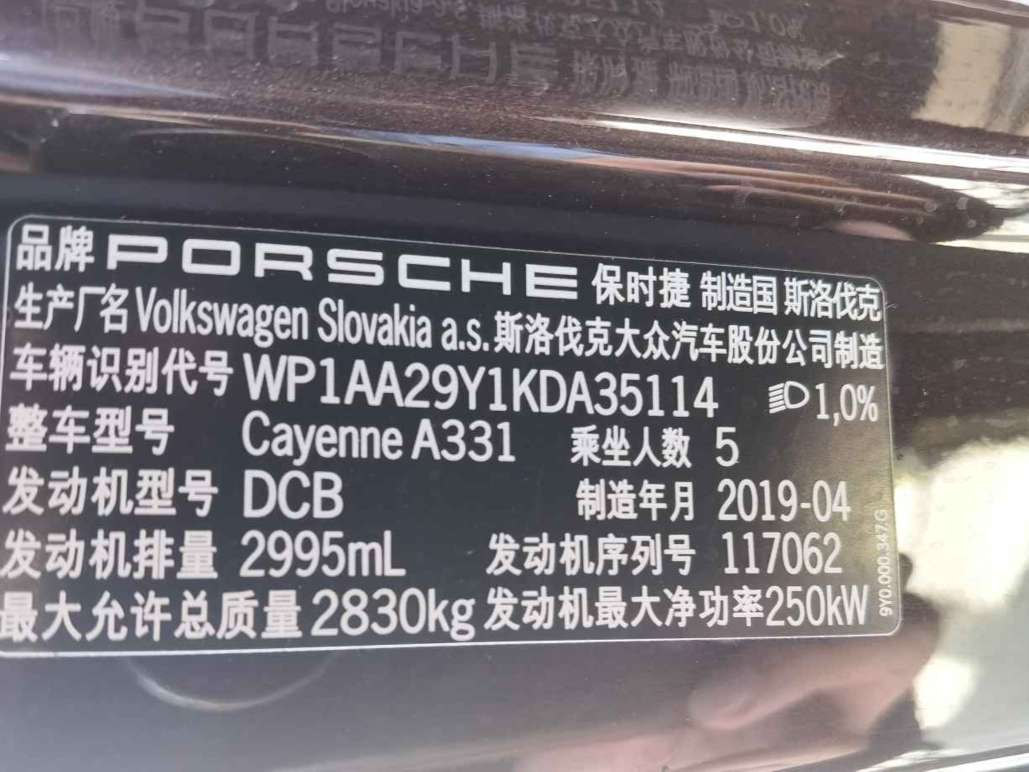 品牌 PORSCHE 保时捷 制造国 斯洛伐克
生产厂名 Volkswagen Slovakia a.s. 斯洛伐克大众汽车股份公司制造
车辆识别代号 WP1AA29Y1KDA35114 1,0%
整车型号 Cayenne A331 乘坐人数 5
发动机型号 DCB 制造年月 2019-04
发动机排量 2995mL 发动机序列号 117062
最大允许总质量 2830kg 发动机最大净功率 250kW
9Y0.000.347.G